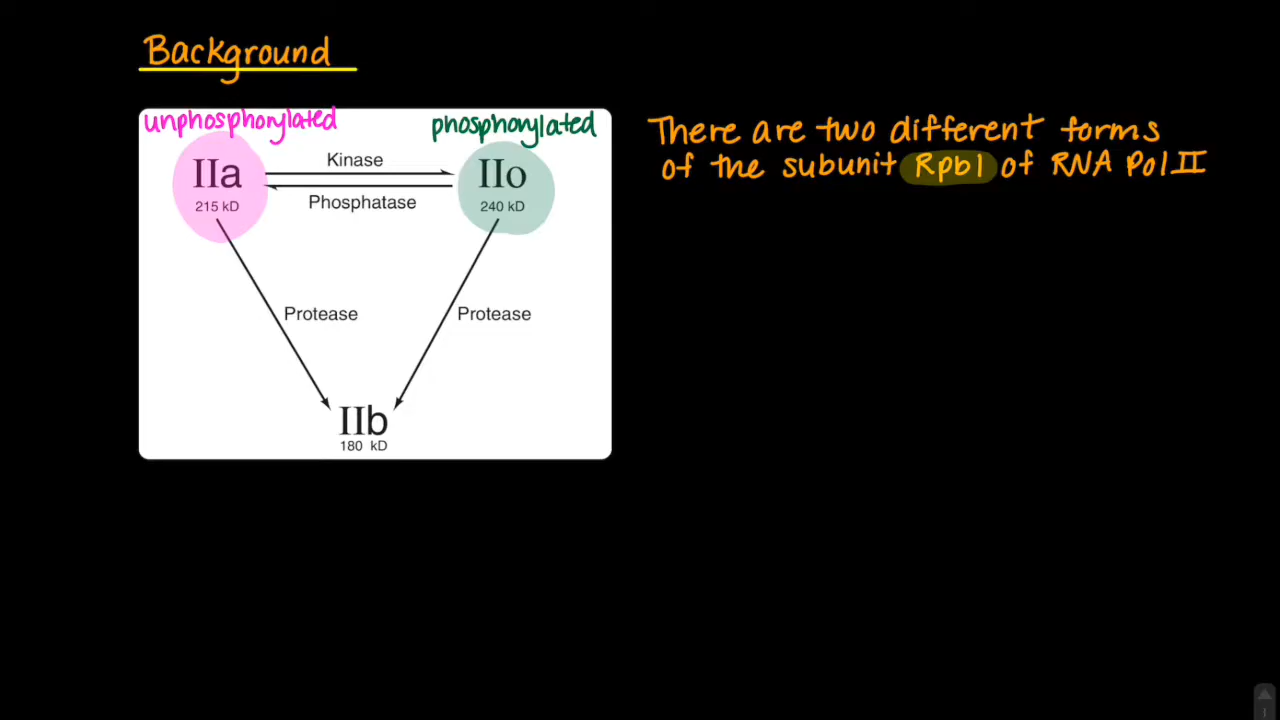 Background
unphosphorylated
phosphorylated
IIa
215 kD
Kinase
Phosphatase
IIo
240 kD
Protease
Protease
IIb
180 kD
There are two different forms
of the subunit Rpb1 of RNA Pol II